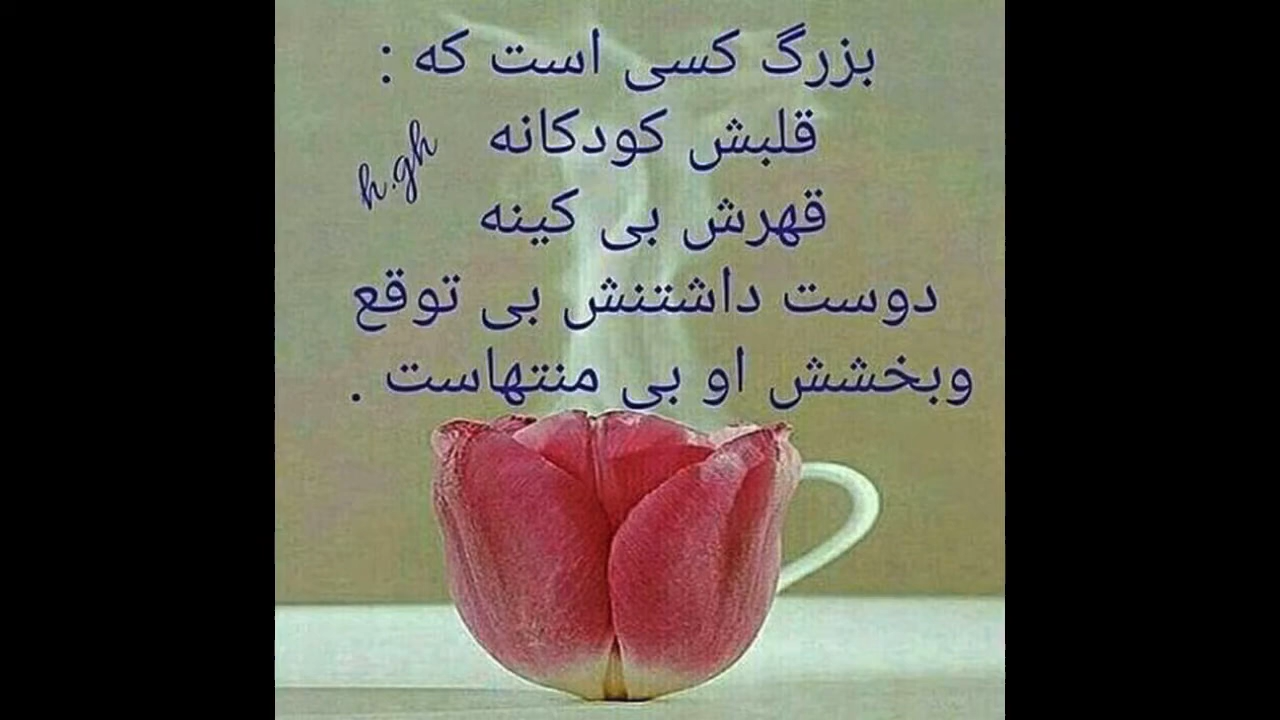 بزرگ کسی است که :
قلبش کودکانه
h.gh
قهرش بی کینه
دوست داشتنش بی توقع
وبخشش او بی منتهاست .